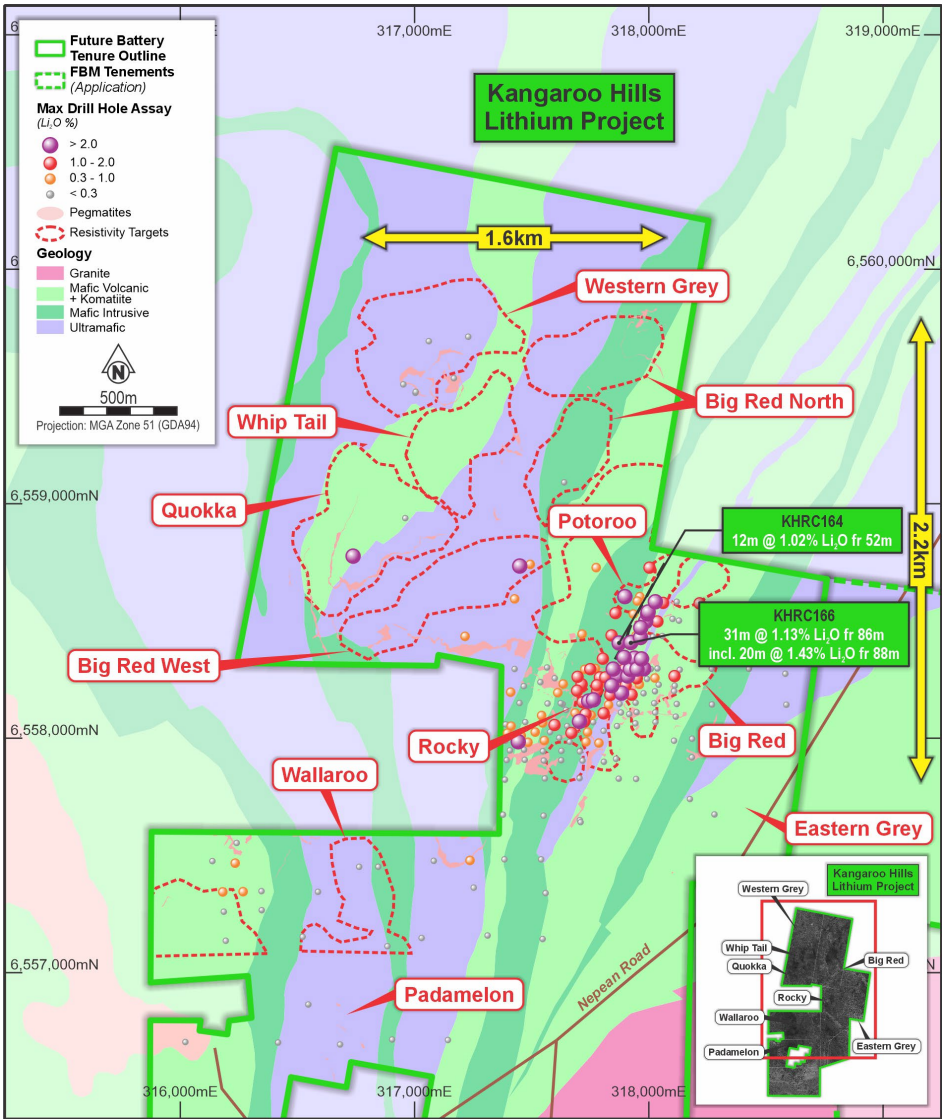 317,000mE
318,000mE
319,000mE
Future Battery
Tenure Outline
FBM Tenements
(Application)
Max Drill Hole Assay
(Li₂O %)
> 2.0
1.0 - 2.0
0.3 - 1.0
< 0.3
Pegmatites
Resistivity Targets
Geology
Granite
Mafic Volcanic
+ Komatiite
Mafic Intrusive
Ultramafic
N
500m
Projection: MGA Zone 51 (GDA94)
Kangaroo Hills
Lithium Project
1.6km
6,560,000mN
Western Grey
Big Red North
Whip Tail
6,559,000mN
Quokka
Potoroo
KHRC164
12m @ 1.02% Li₂O fr 52m
2.2km
KHRC166
31m @ 1.13% Li₂O fr 86m
incl. 20m @ 1.43% Li₂O fr 88m
Big Red West
6,558,000mN
Rocky
Big Red
Wallaroo
Eastern Grey
6,557,000mN
Padamelon
Nepean Road
316,000mE
317,000mE
318,000mE
Kangaroo Hills
Lithium Project
Western Grey
Whip Tail
Quokka
Big Red
Rocky
Wallaroo
Eastern Grey
Padamelon